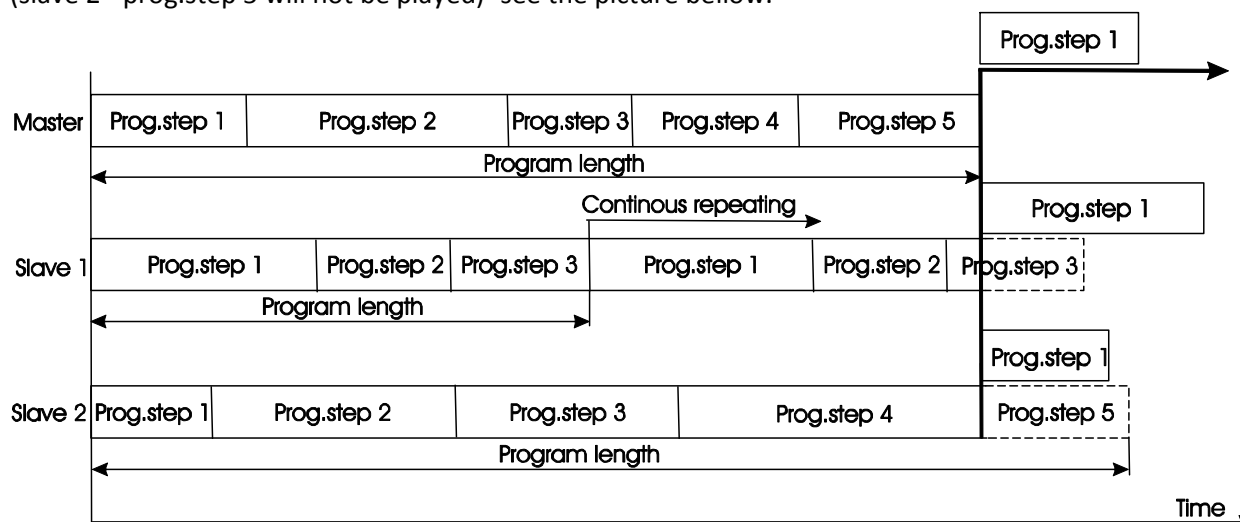 (slave 2 - prog.step 5 will not be played)- see the picture bellow:
Prog.step 1
Master Prog.step 1 Prog.step 2 Prog.step 3 Prog.step 4 Prog.step 5
Program length
Continous repeating
Prog.step 1
Slave 1 Prog.step 1 Prog.step 2 Prog.step 3 Prog.step 1 Prog.step 2 Prog.step 3
Program length
Prog.step 1
Slave 2 Prog.step 1 Prog.step 2 Prog.step 3 Prog.step 4 Prog.step 5
Program length
Time